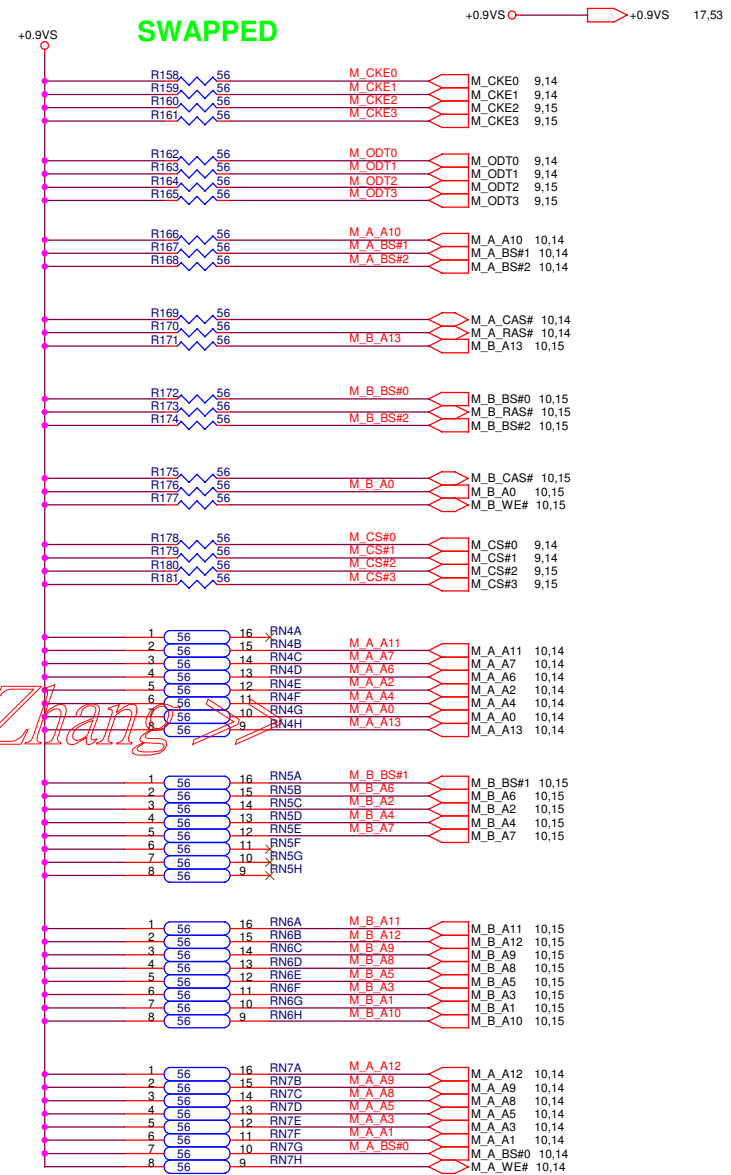 +0.9VS +0.9VS 17,53
SWAPPED
+0.9VS
R158 56 M_CKE0 M_CKE0 9,14
R159 56 M_CKE1 M_CKE1 9,14
R160 56 M_CKE2 M_CKE2 9,15
R161 56 M_CKE3 M_CKE3 9,15
R162 56 M_ODT0 M_ODT0 9,14
R163 56 M_ODT1 M_ODT1 9,14
R164 56 M_ODT2 M_ODT2 9,15
R165 56 M_ODT3 M_ODT3 9,15
R166 56 M_A_A10 M_A_A10 10,14
R167 56 M_A_BS#1 M_A_BS#1 10,14
R168 56 M_A_BS#2 M_A_BS#2 10,14
R169 56 M_A_CAS# 10,14
R170 56 M_A_RAS# 10,14
R171 56 M_B_A13 M_B_A13 10,15
R172 56 M_B_BS#0 M_B_BS#0 10,15
R173 56 M_B_RAS# 10,15
R174 56 M_B_BS#2 M_B_BS#2 10,15
R175 56 M_B_CAS# 10,15
R176 56 M_B_A0 M_B_A0 10,15
R177 56 M_B_WE# 10,15
R178 56 M_CS#0 M_CS#0 9,14
R179 56 M_CS#1 M_CS#1 9,14
R180 56 M_CS#2 M_CS#2 9,15
R181 56 M_CS#3 M_CS#3 9,15
1 56 16 RN4A
2 56 15 RN4B M_A_A11 M_A_A11 10,14
3 56 14 RN4C M_A_A7 M_A_A7 10,14
4 56 13 RN4D M_A_A6 M_A_A6 10,14
5 56 12 RN4E M_A_A2 M_A_A2 10,14
6 56 11 RN4F M_A_A4 M_A_A4 10,14
7 56 10 RN4G M_A_A0 M_A_A0 10,14
8 56 9 RN4H M_A_A13 M_A_A13 10,14
Zhang >>
1 56 16 RN5A M_B_BS#1 M_B_BS#1 10,15
2 56 15 RN5B M_B_A6 M_B_A6 10,15
3 56 14 RN5C M_B_A2 M_B_A2 10,15
4 56 13 RN5D M_B_A4 M_B_A4 10,15
5 56 12 RN5E M_B_A7 M_B_A7 10,15
6 56 11 RN5F
7 56 10 RN5G
8 56 9 RN5H
1 56 16 RN6A M_B_A11 M_B_A11 10,15
2 56 15 RN6B M_B_A12 M_B_A12 10,15
3 56 14 RN6C M_B_A9 M_B_A9 10,15
4 56 13 RN6D M_B_A8 M_B_A8 10,15
5 56 12 RN6E M_B_A5 M_B_A5 10,15
6 56 11 RN6F M_B_A3 M_B_A3 10,15
7 56 10 RN6G M_B_A1 M_B_A1 10,15
8 56 9 RN6H M_B_A10 M_B_A10 10,15
1 56 16 RN7A M_A_A12 M_A_A12 10,14
2 56 15 RN7B M_A_A9 M_A_A9 10,14
3 56 14 RN7C M_A_A8 M_A_A8 10,14
4 56 13 RN7D M_A_A5 M_A_A5 10,14
5 56 12 RN7E M_A_A3 M_A_A3 10,14
6 56 11 RN7F M_A_A1 M_A_A1 10,14
7 56 10 RN7G M_A_BS#0 M_A_BS#0 10,14
8 56 9 RN7H M_A_WE# 10,14